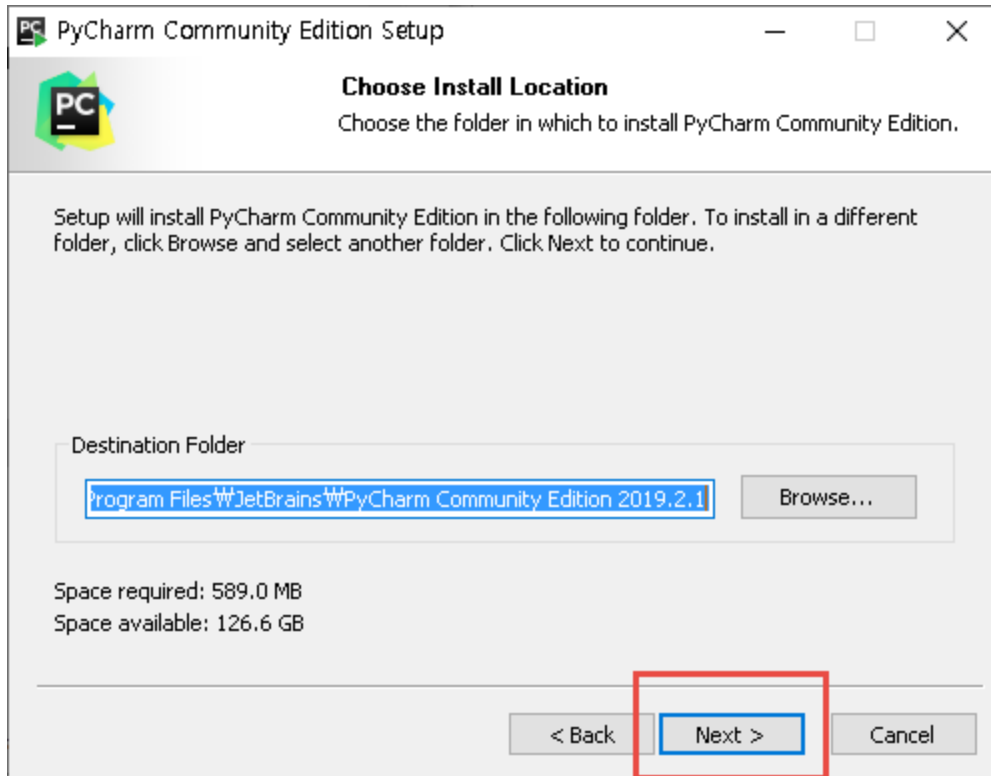 PyCharm Community Edition Setup
PC
Choose Install Location
Choose the folder in which to install PyCharm Community Edition.
Setup will install PyCharm Community Edition in the following folder. To install in a different
folder, click Browse and select another folder. Click Next to continue.
Destination Folder
Program Files₩JetBrains₩PyCharm Community Edition 2019.2.1
Browse...
Space required: 589.0 MB
Space available: 126.6 GB
< Back
Next >
Cancel